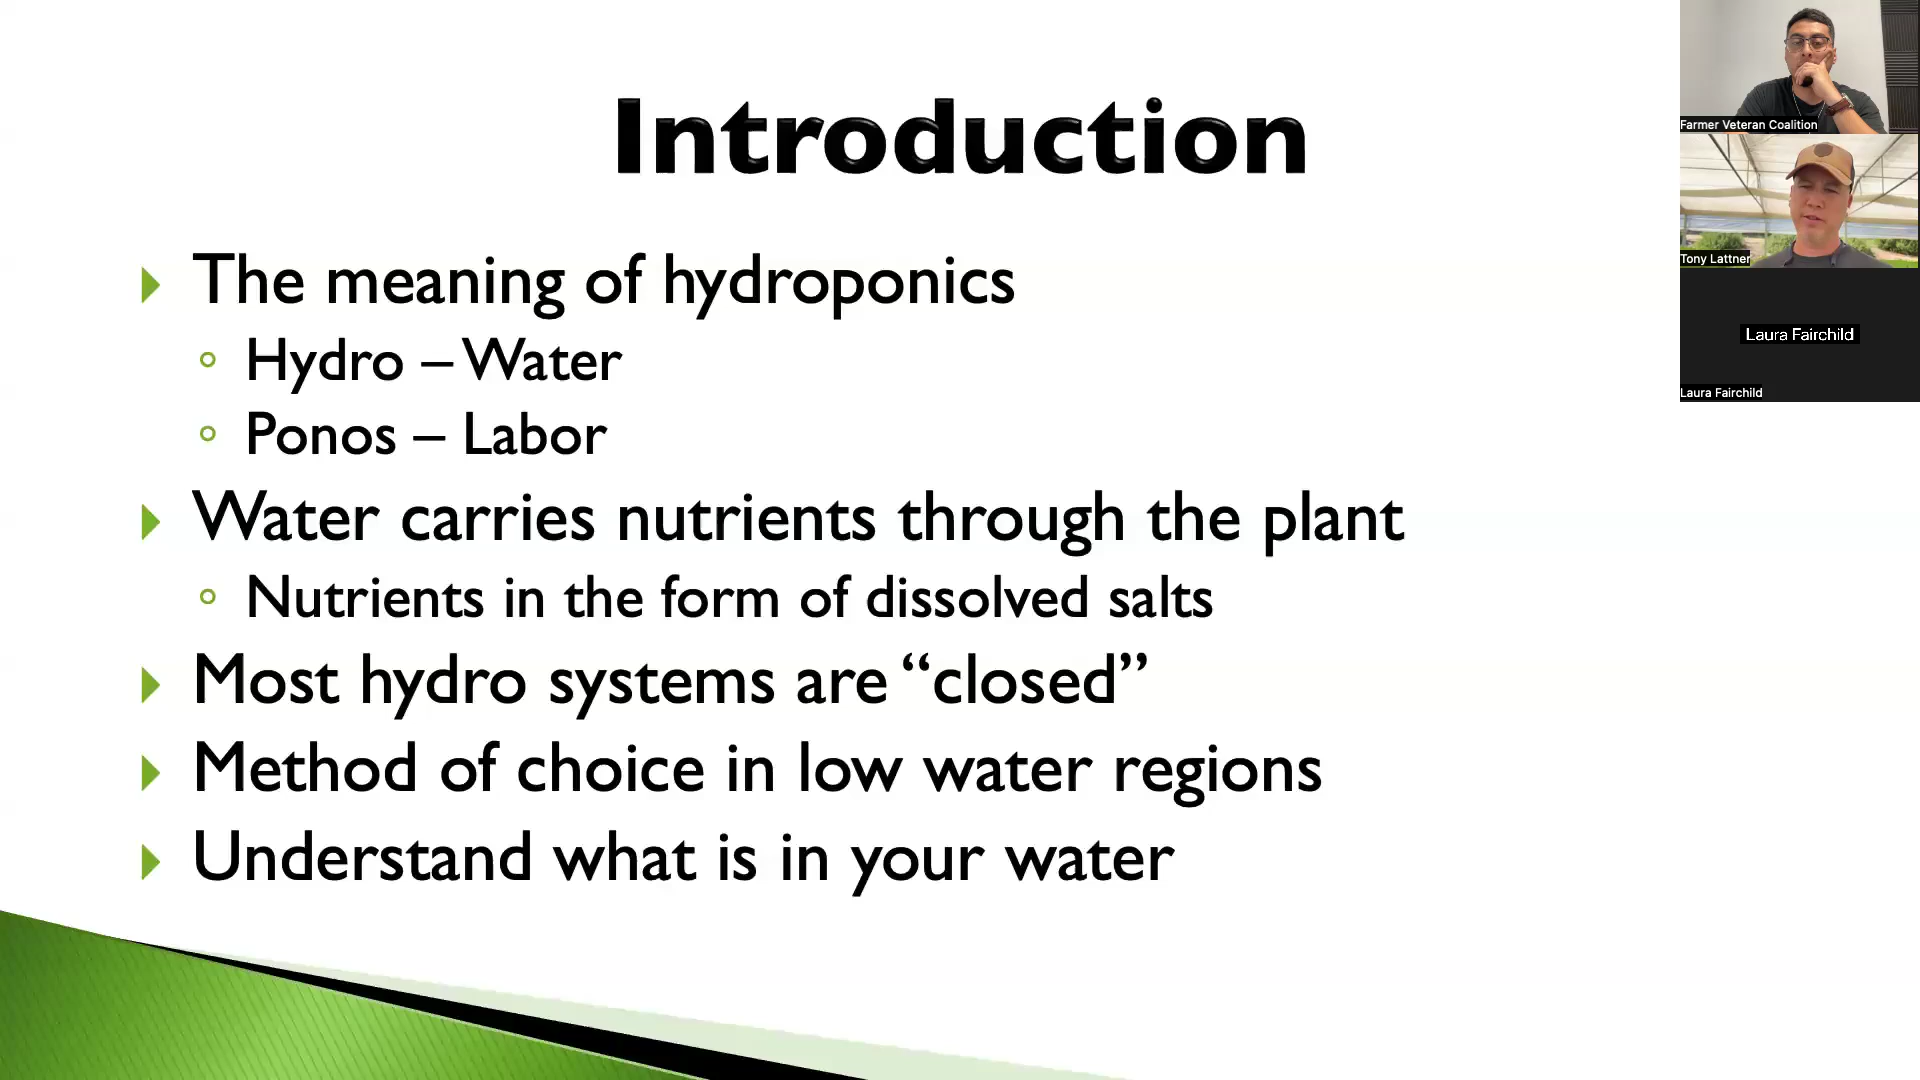 Introduction
The meaning of hydroponics
Hydro – Water
Ponos – Labor
Water carries nutrients through the plant
Nutrients in the form of dissolved salts
Most hydro systems are “closed”
Method of choice in low water regions
Understand what is in your water
Farmer Veteran Coalition
Tony Lattner
Laura Fairchild
Laura Fairchild